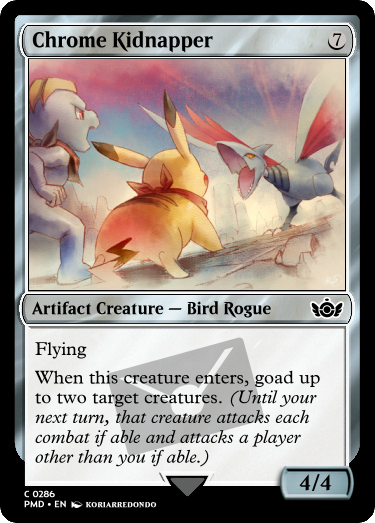 Chrome Kidnapper
7
Artifact Creature — Bird Rogue
Flying
When this creature enters, goad up
to two target creatures. (Until your
next turn, that creature attacks each
combat if able and attacks a player
other than you if able.)
4/4
C 0286
PMD • EN KORIARREDONDO